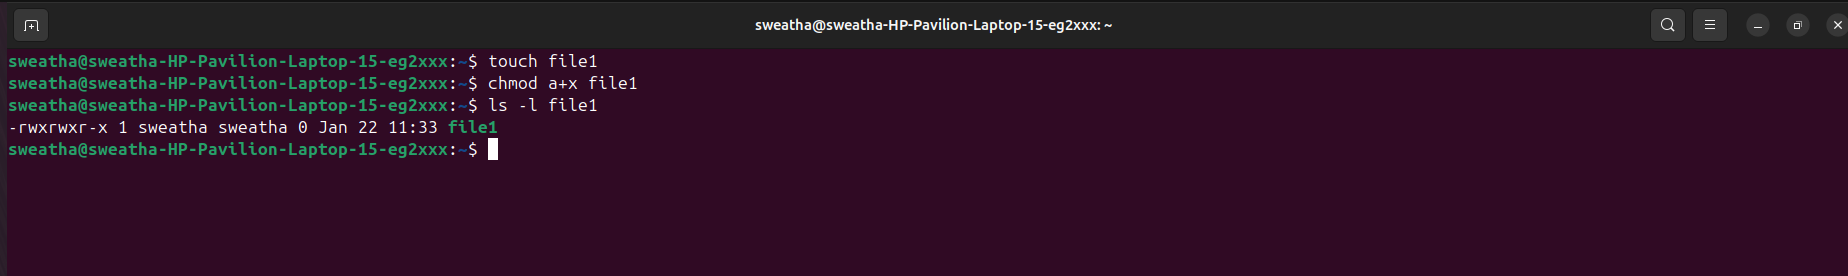 sweatha@sweatha-HP-Pavilion-Laptop-15-eg2xxx: ~
sweatha@sweatha-HP-Pavilion-Laptop-15-eg2xxx:~$ touch file1
sweatha@sweatha-HP-Pavilion-Laptop-15-eg2xxx:~$ chmod a+x file1
sweatha@sweatha-HP-Pavilion-Laptop-15-eg2xxx:~$ ls -l file1
-rwxrwxr-x 1 sweatha sweatha 0 Jan 22 11:33 file1
sweatha@sweatha-HP-Pavilion-Laptop-15-eg2xxx:~$